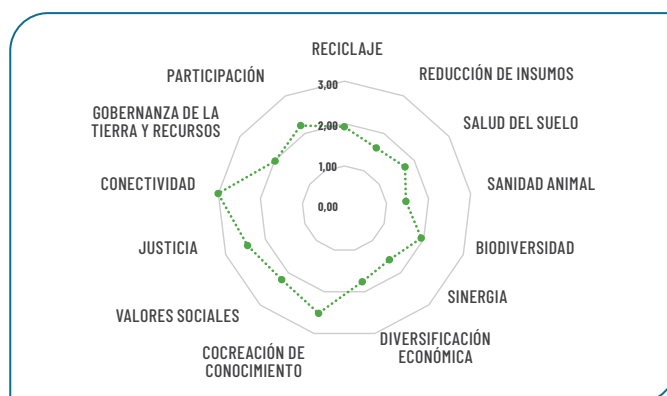 RECICLAJE
REDUCCIÓN DE INSUMOS
SALUD DEL SUELO
SANIDAD ANIMAL
BIODIVERSIDAD
SINERGIA
DIVERSIFICACIÓN
ECONÓMICA
COCREACIÓN DE
CONOCIMIENTO
VALORES SOCIALES
JUSTICIA
CONECTIVIDAD
GOBERNANZA DE LA
TIERRA Y RECURSOS
PARTICIPACIÓN
3,00
2,00
1,00
0,00